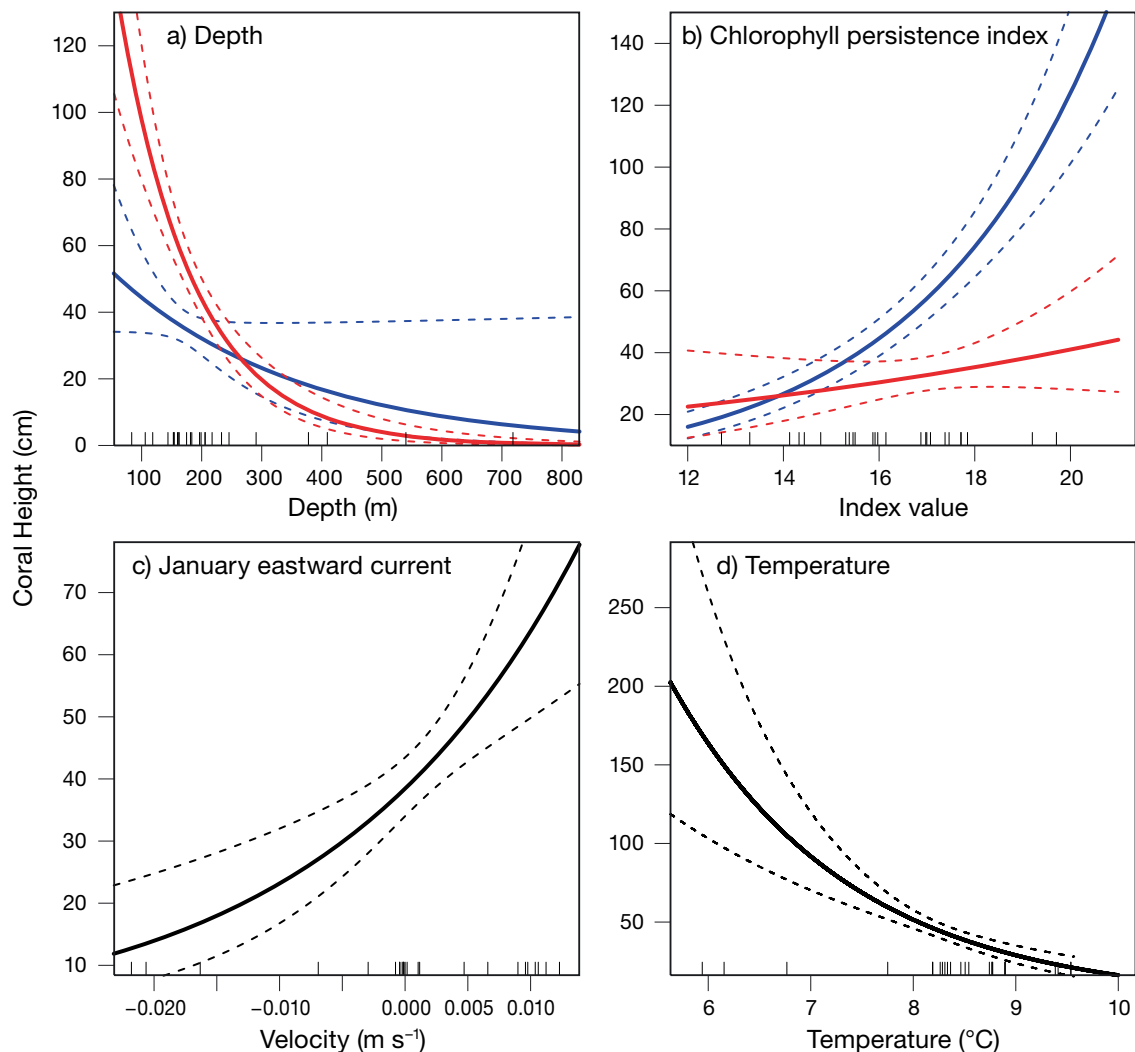 a) Depth
120
100
80
60
40
20
0
100 200 300 400 500 600 700 800
Depth (m)
b) Chlorophyll persistence index
140
120
100
80
60
40
20
12 14 16 18 20
Index value
Coral Height (cm)
c) January eastward current
70
60
50
40
30
20
10
−0.020 −0.010 0.000 0.005 0.010
Velocity (m s⁻¹)
d) Temperature
250
200
150
100
50
6 7 8 9 10
Temperature (°C)